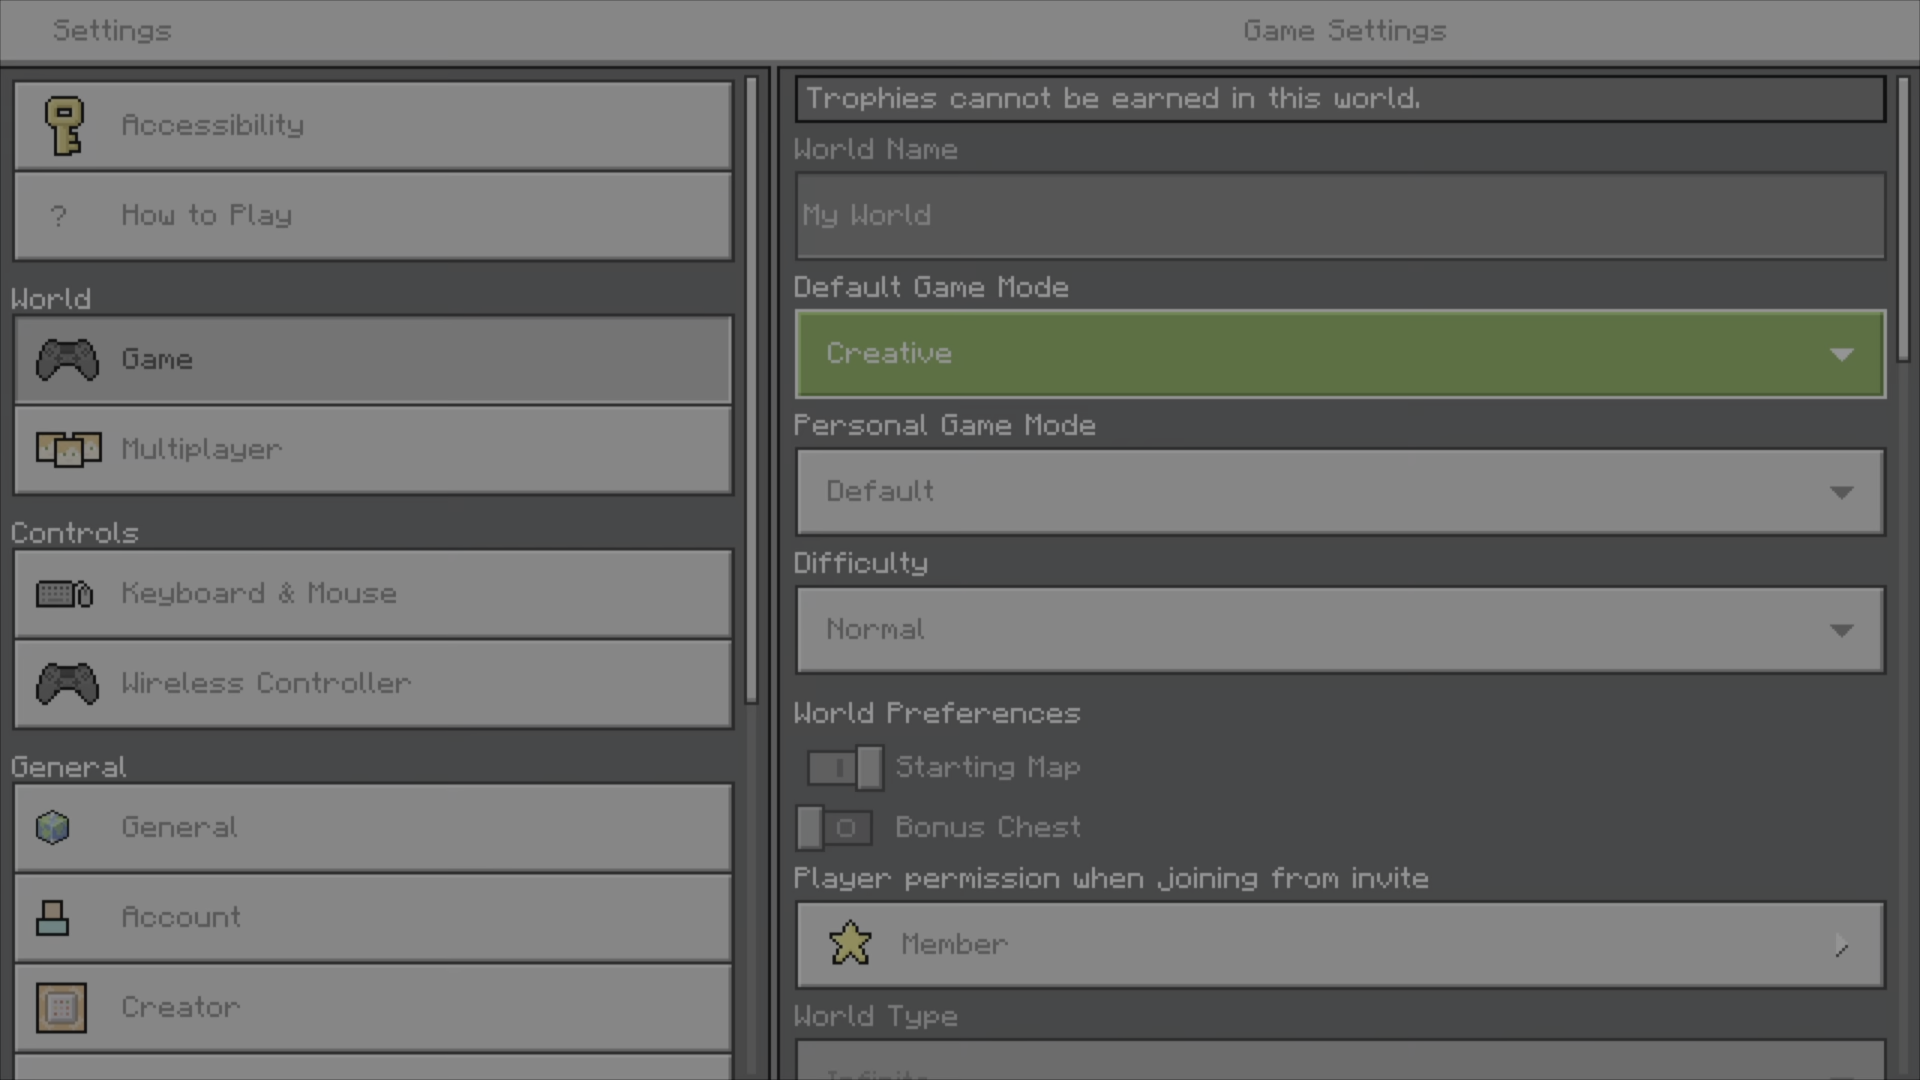 Settings
Game Settings
Accessibility
? How to Play
World
Game
Multiplayer
Controls
Keyboard & Mouse
Wireless Controller
General
General
Account
Creator
Trophies cannot be earned in this world.
World Name
My World
Default Game Mode
Creative
Personal Game Mode
Default
Difficulty
Normal
World Preferences
Starting Map
Bonus Chest
Player permission when joining from invite
Member
World Type
Infinite